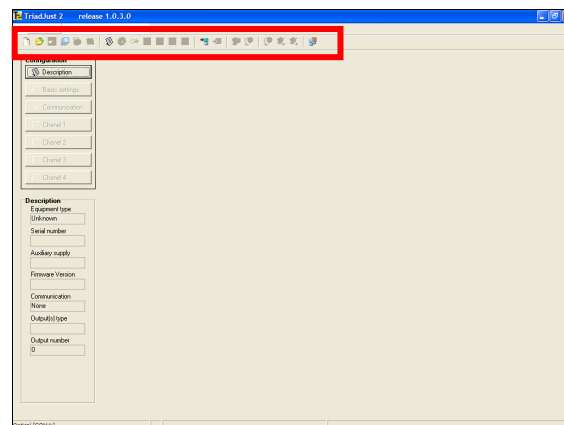 TriadJust 2 release 1.0.3.0
Configuration
Description
Basic settings
Communication
Chanel 1
Chanel 2
Chanel 3
Chanel 4
Description
Equipment type
Unknown
Serial number
Auxiliary supply
Firmware Version
Communication
None
Output(s) type
Output number
0